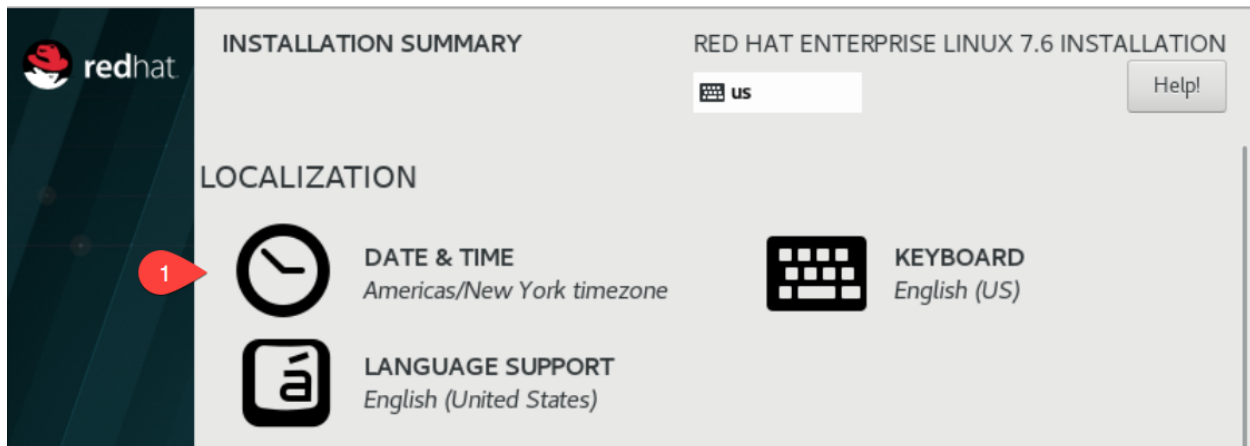 redhat
INSTALLATION SUMMARY
RED HAT ENTERPRISE LINUX 7.6 INSTALLATION
us
Help!
LOCALIZATION
1
DATE & TIME
Americas/New York timezone
KEYBOARD
English (US)
á
LANGUAGE SUPPORT
English (United States)